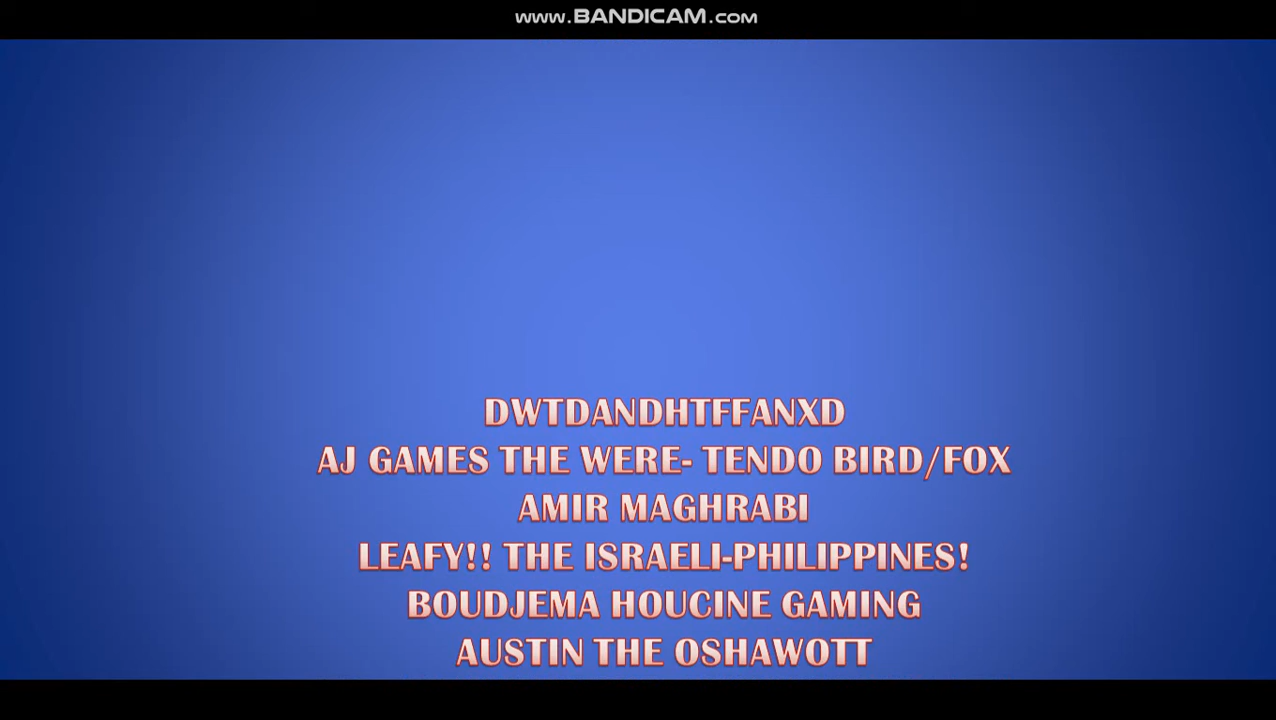 www.BANDICAM.com
DWTDANDHTFFANXD
AJ GAMES THE WERE- TENDO BIRD/FOX
AMIR MAGHRABI
LEAFY!! THE ISRAELI-PHILIPPINES!
BOUDJEMA HOUCINE GAMING
AUSTIN THE OSHAWOTT